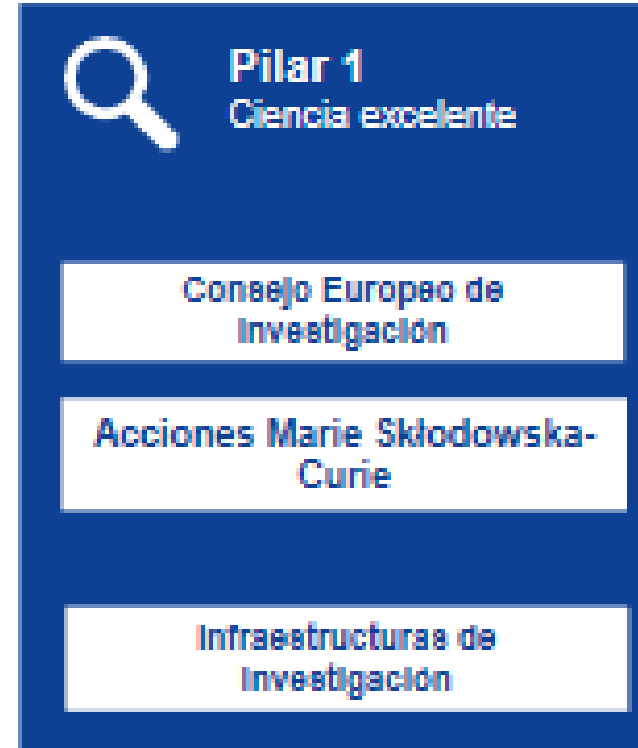 Pilar 1
Ciencia excelente
Consejo Europeo de
Investigación
Acciones Marie Skłodowska-
Curie
Infraestructuras de
Investigación